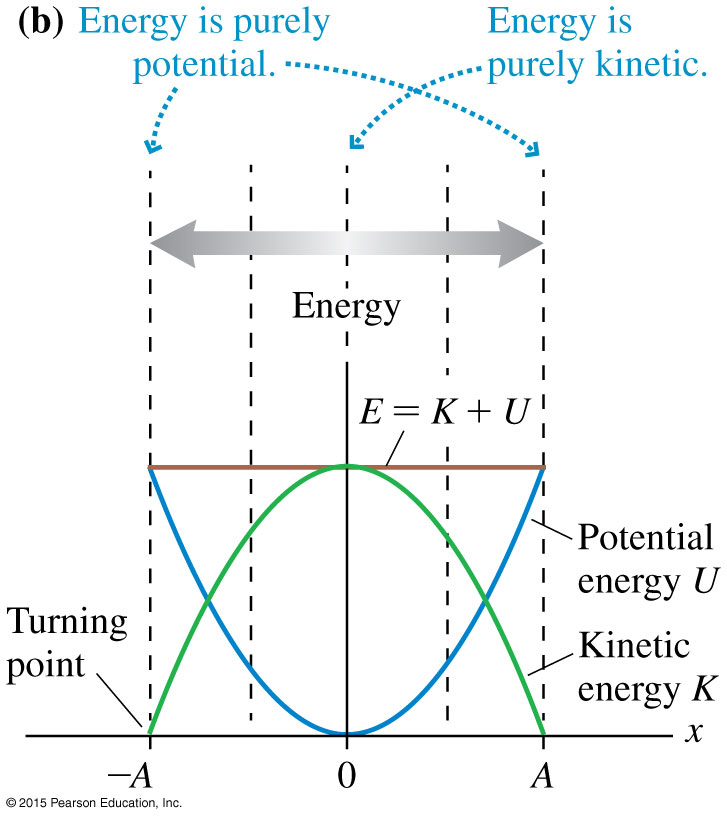 (b) Energy is purely
potential.
Energy is
purely kinetic.
Energy
E = K + U
Potential
energy U
Turning
point
Kinetic
energy K
x
−A
0
A
© 2015 Pearson Education, Inc.